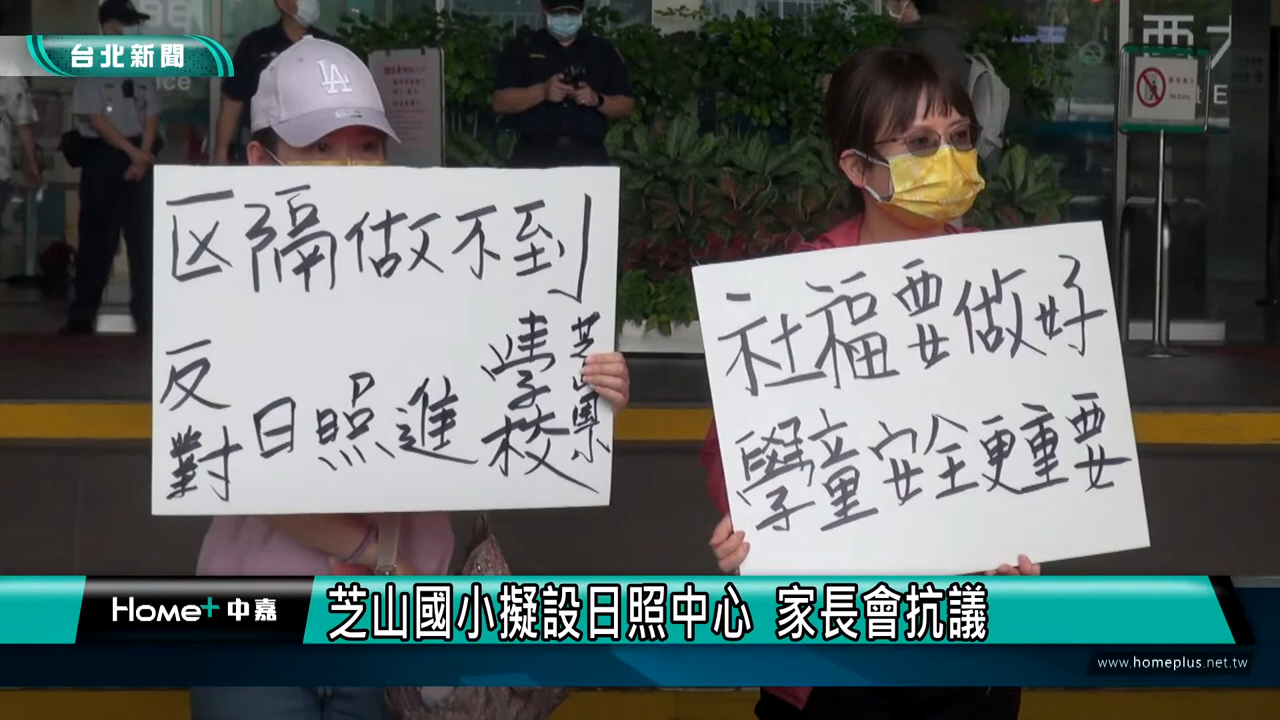 台北新聞
LA
区隔做不到
反對日照進學校
芝山國小
社福要做好
學童安全更重要
Home+中嘉
芝山國小擬設日照中心 家長會抗議
www.homeplus.net.tw